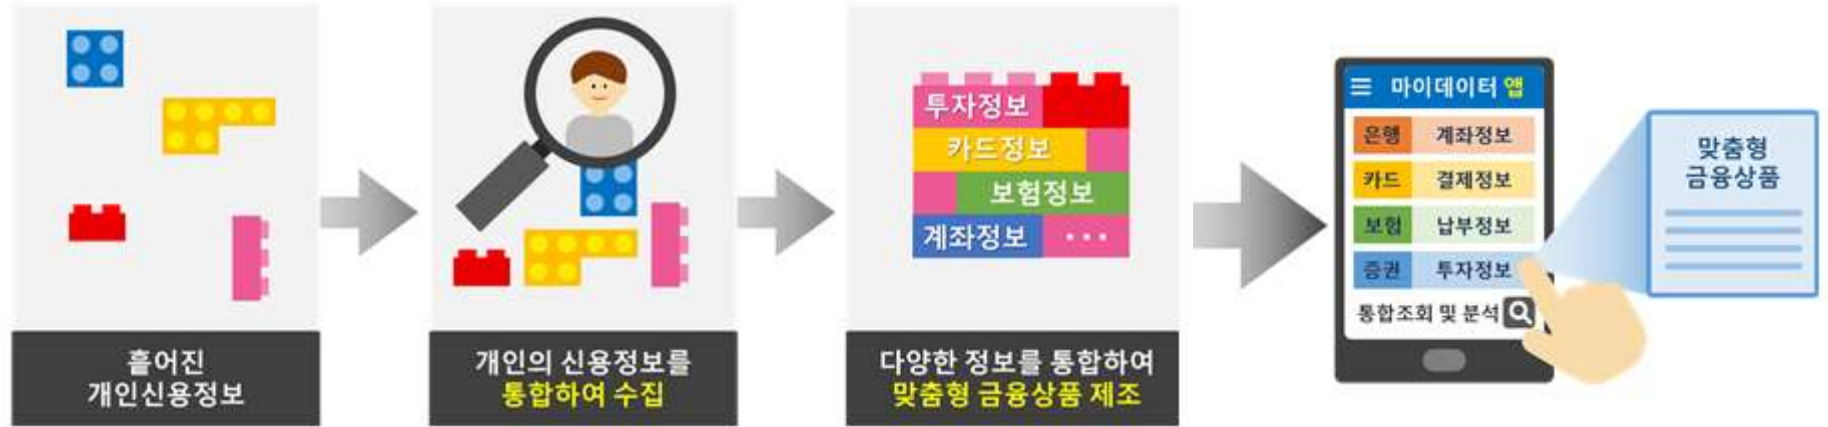 흩어진
개인신용정보
개인의 신용정보를
통합하여 수집
투자정보
카드정보
보험정보
계좌정보 ...
다양한 정보를 통합하여
맞춤형 금융상품 제조
마이데이터 앱
은행 계좌정보
카드 결제정보
보험 납부정보
증권 투자정보
통합조회 및 분석
맞춤형
금융상품